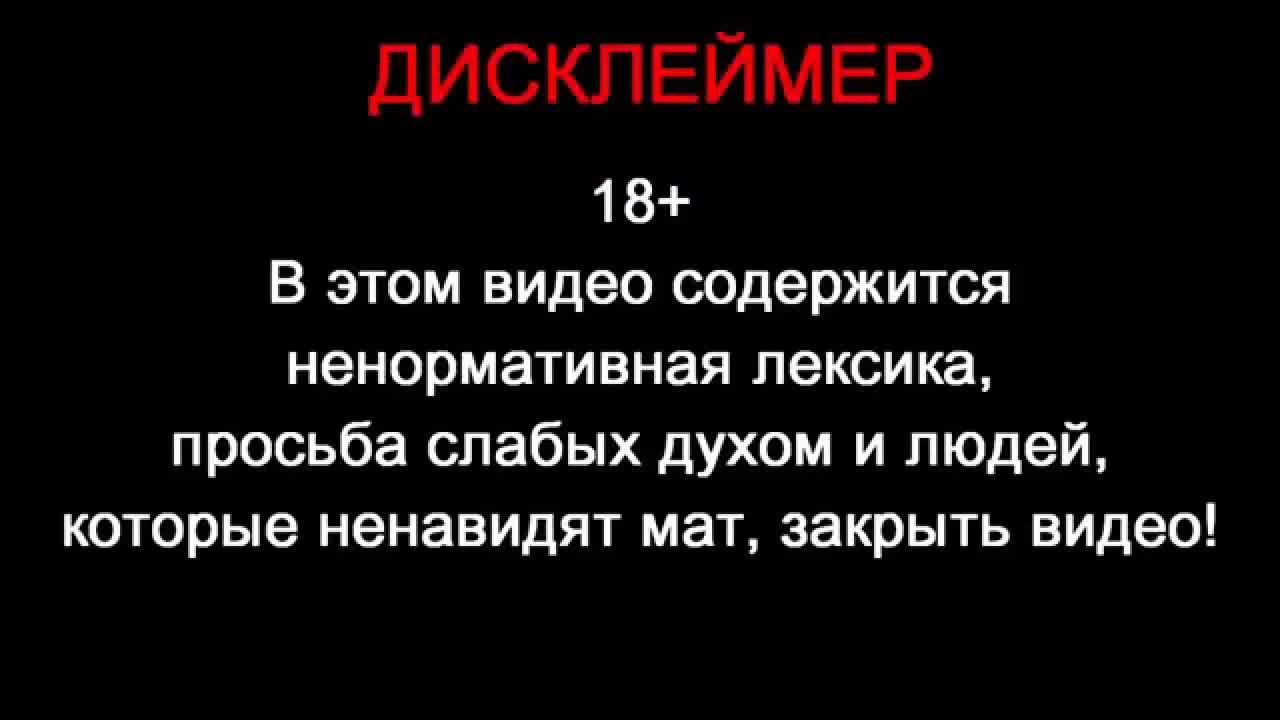 ДИСКЛЕЙМЕР
18+
В этом видео содержится
ненормативная лексика,
просьба слабых духом и людей,
которые ненавидят мат, закрыть видео!